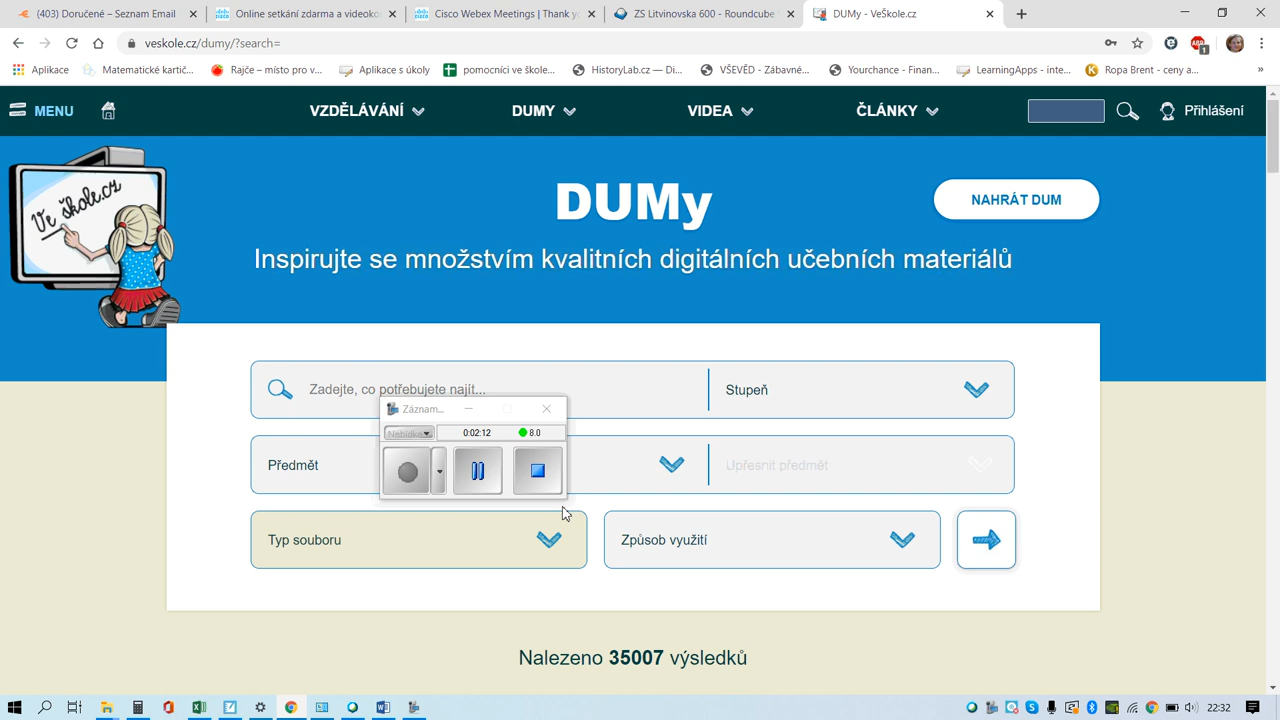 (403) Doručené – Seznam Email
Online setkání zdarma a videoko
Cisco Webex Meetings | Thank yo
ZS Litvinovska 600 - Roundcube
DUMy - VeŠkole.cz
veskole.cz/dumy/?search=
Aplikace
Matematické kartič...
Rajče – místo pro v...
Aplikace s úkoly
pomocníci ve škole...
HistoryLab.cz — Di...
VŠEVĚD - Zábavné...
Yourchance - Finan...
LearningApps - inte...
Ropa Brent - ceny a...
»
MENU
VZDĚLÁVÁNÍ
DUMY
VIDEA
ČLÁNKY
Přihlášení
Ve škole.cz
DUMy
NAHRÁT DUM
Inspirujte se množstvím kvalitních digitálních učebních materiálů
Zadejte, co potřebujete najít...
Stupeň
Záznam...
Nabídka
0:02:12
8.0
Předmět
Upřesnit předmět
Typ souboru
Způsob využití
Nalezeno 35007 výsledků
22:32